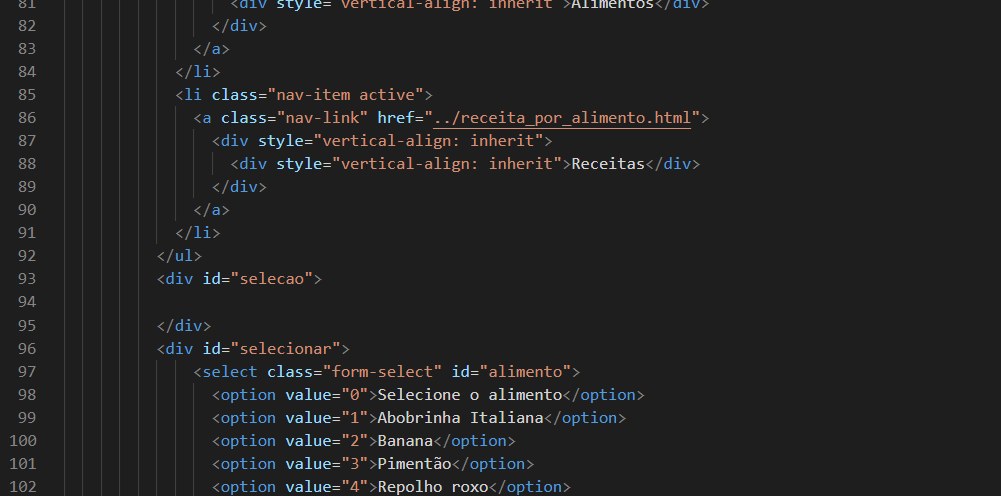 81 <div style="vertical-align: inherit">Alimentos</div>
82 </div>
83 </a>
84 </li>
85 <li class="nav-item active">
86 <a class="nav-link" href="../receita_por_alimento.html">
87 <div style="vertical-align: inherit">
88 <div style="vertical-align: inherit">Receitas</div>
89 </div>
90 </a>
91 </li>
92 </ul>
93 <div id="selecao">
94
95 </div>
96 <div id="selecionar">
97 <select class="form-select" id="alimento">
98 <option value="0">Selecione o alimento</option>
99 <option value="1">Abobrinha Italiana</option>
100 <option value="2">Banana</option>
101 <option value="3">Pimentão</option>
102 <option value="4">Repolho roxo</option>